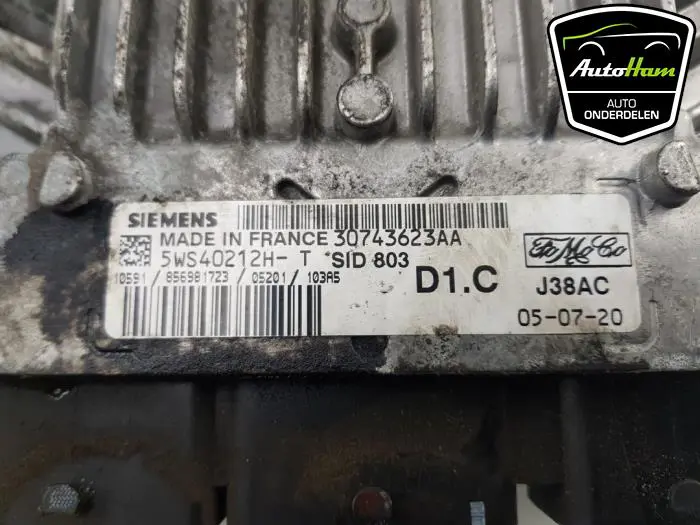 AutoHam
AUTO
ONDERDELEN
SIEMENS
MADE IN FRANCE 30743623AA
5WS40212H- T SID 803
10591 / 856981723 / 05201 / 103A5
D1.C
FoMoCo
J38AC
05-07-20